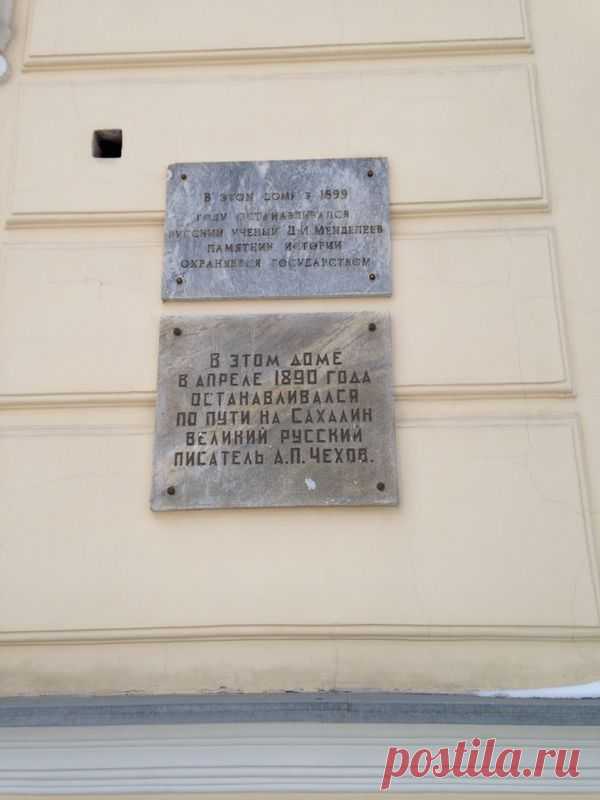 В ЭТОМ ДОМЕ В 1899
ГОДУ ОСТАНАВЛИВАЛСЯ
РУССКИЙ УЧЕНЫЙ Д.И.МЕНДЕЛЕЕВ
ПАМЯТНИК ИСТОРИИ
ОХРАНЯЕТСЯ ГОСУДАРСТВОМ
В ЭТОМ ДОМЕ
В АПРЕЛЕ 1890 ГОДА
ОСТАНАВЛИВАЛСЯ
ПО ПУТИ НА САХАЛИН
ВЕЛИКИЙ РУССКИЙ
ПИСАТЕЛЬ А.П.ЧЕХОВ.
postila.ru